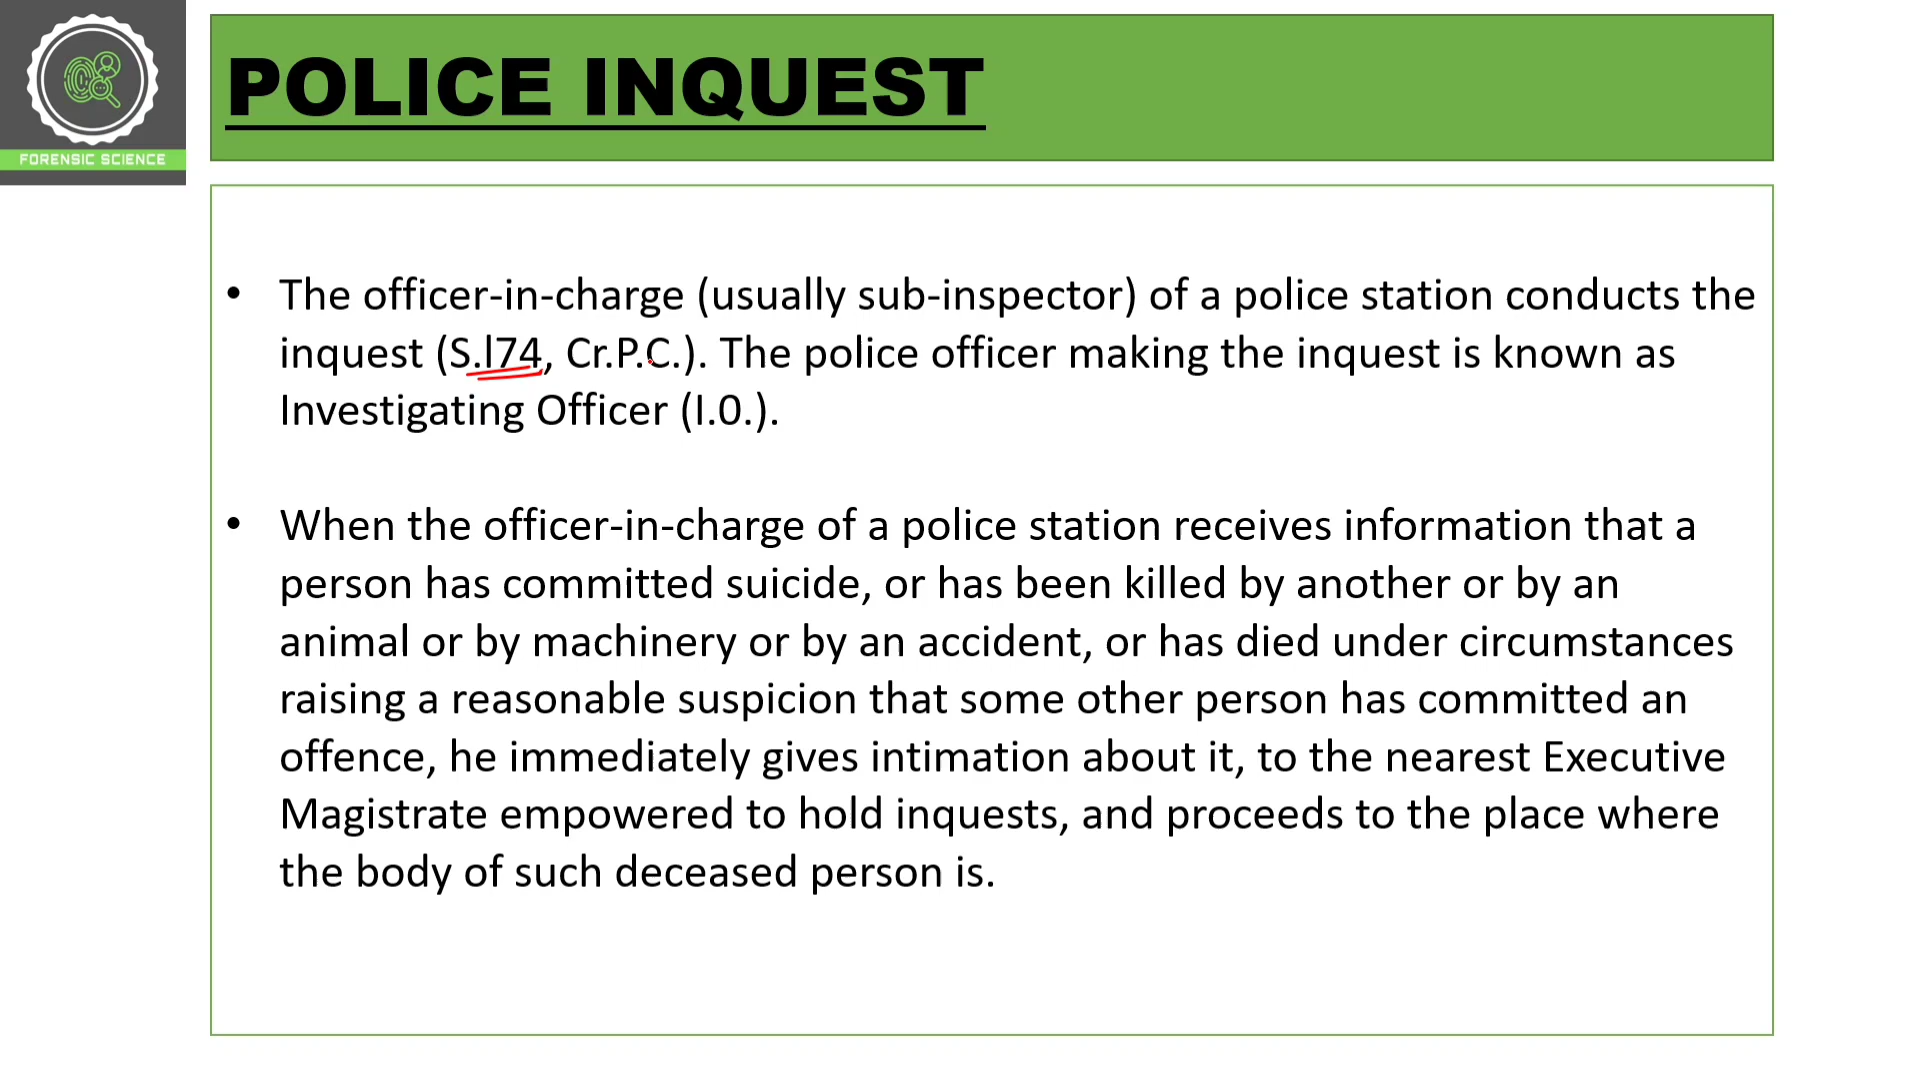 POLICE INQUEST
FORENSIC SCIENCE
• The officer-in-charge (usually sub-inspector) of a police station conducts the
inquest (S.l74, Cr.P.C.). The police officer making the inquest is known as
Investigating Officer (I.0.).
• When the officer-in-charge of a police station receives information that a
person has committed suicide, or has been killed by another or by an
animal or by machinery or by an accident, or has died under circumstances
raising a reasonable suspicion that some other person has committed an
offence, he immediately gives intimation about it, to the nearest Executive
Magistrate empowered to hold inquests, and proceeds to the place where
the body of such deceased person is.